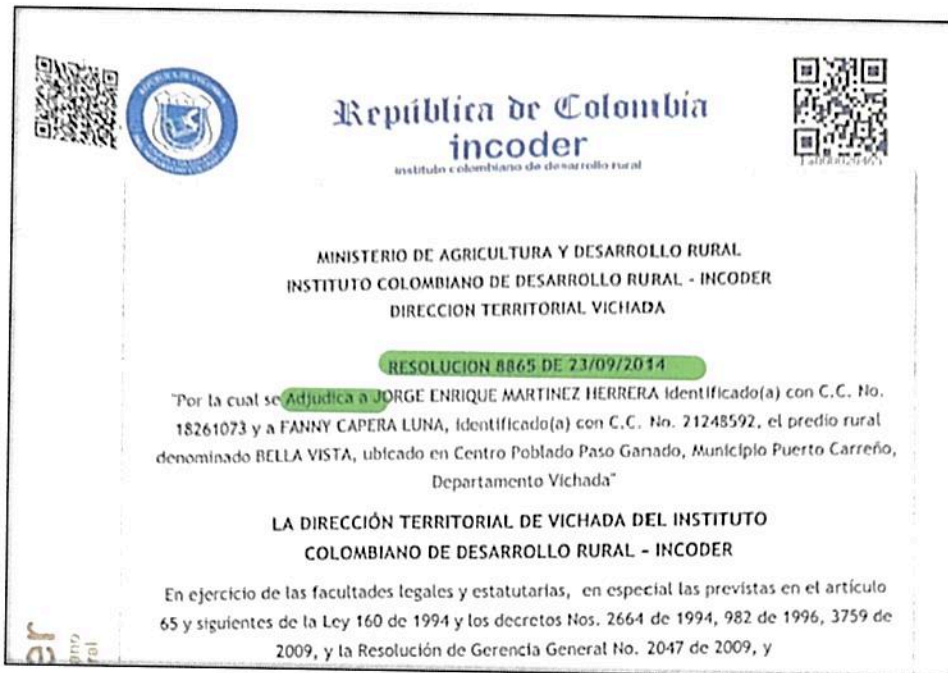 República de Colombia
incoder
instituto colombiano de desarrollo rural
MINISTERIO DE AGRICULTURA Y DESARROLLO RURAL
INSTITUTO COLOMBIANO DE DESARROLLO RURAL - INCODER
DIRECCION TERRITORIAL VICHADA
RESOLUCION 8865 DE 23/09/2014
"Por la cual se Adjudica a JORGE ENRIQUE MARTINEZ HERRERA identificado(a) con C.C. No.
18261073 y a FANNY CAPERA LUNA, identificado(a) con C.C. No. 21248592, el predio rural
denominado BELLA VISTA, ubicado en Centro Poblado Paso Ganado, Municipio Puerto Carreño,
Departamento Vichada"
LA DIRECCIÓN TERRITORIAL DE VICHADA DEL INSTITUTO
COLOMBIANO DE DESARROLLO RURAL - INCODER
En ejercicio de las facultades legales y estatutarias, en especial las previstas en el artículo
65 y siguientes de la Ley 160 de 1994 y los decretos Nos. 2664 de 1994, 982 de 1996, 3759 de
2009, y la Resolución de Gerencia General No. 2047 de 2009, y
er
ano
ral